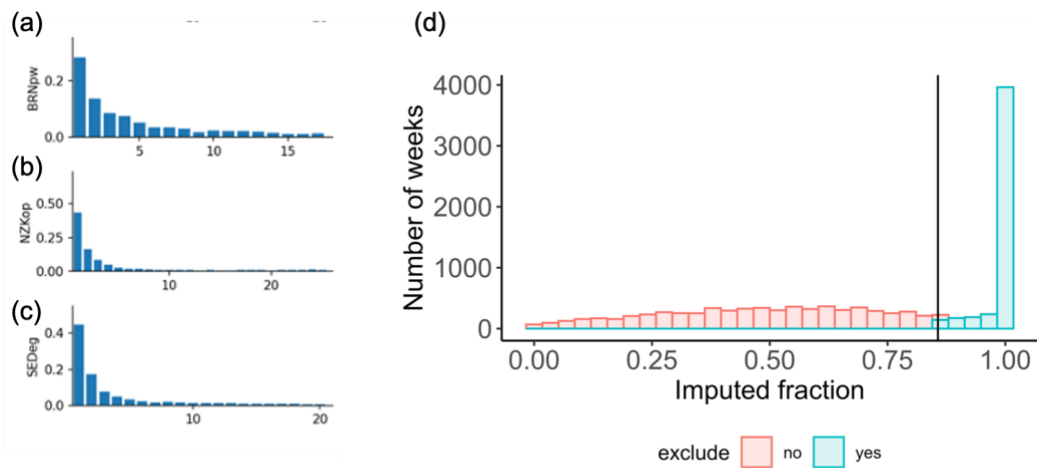 (a)
BRNpw
0.2
0.0
5 10 15
(b)
NZKop
0.50
0.25
0.00
10 20
(c)
SEDeg
0.4
0.2
0.0
10 20
(d)
Number of weeks
4000
3000
2000
1000
0
0.00 0.25 0.50 0.75 1.00
Imputed fraction
exclude no yes